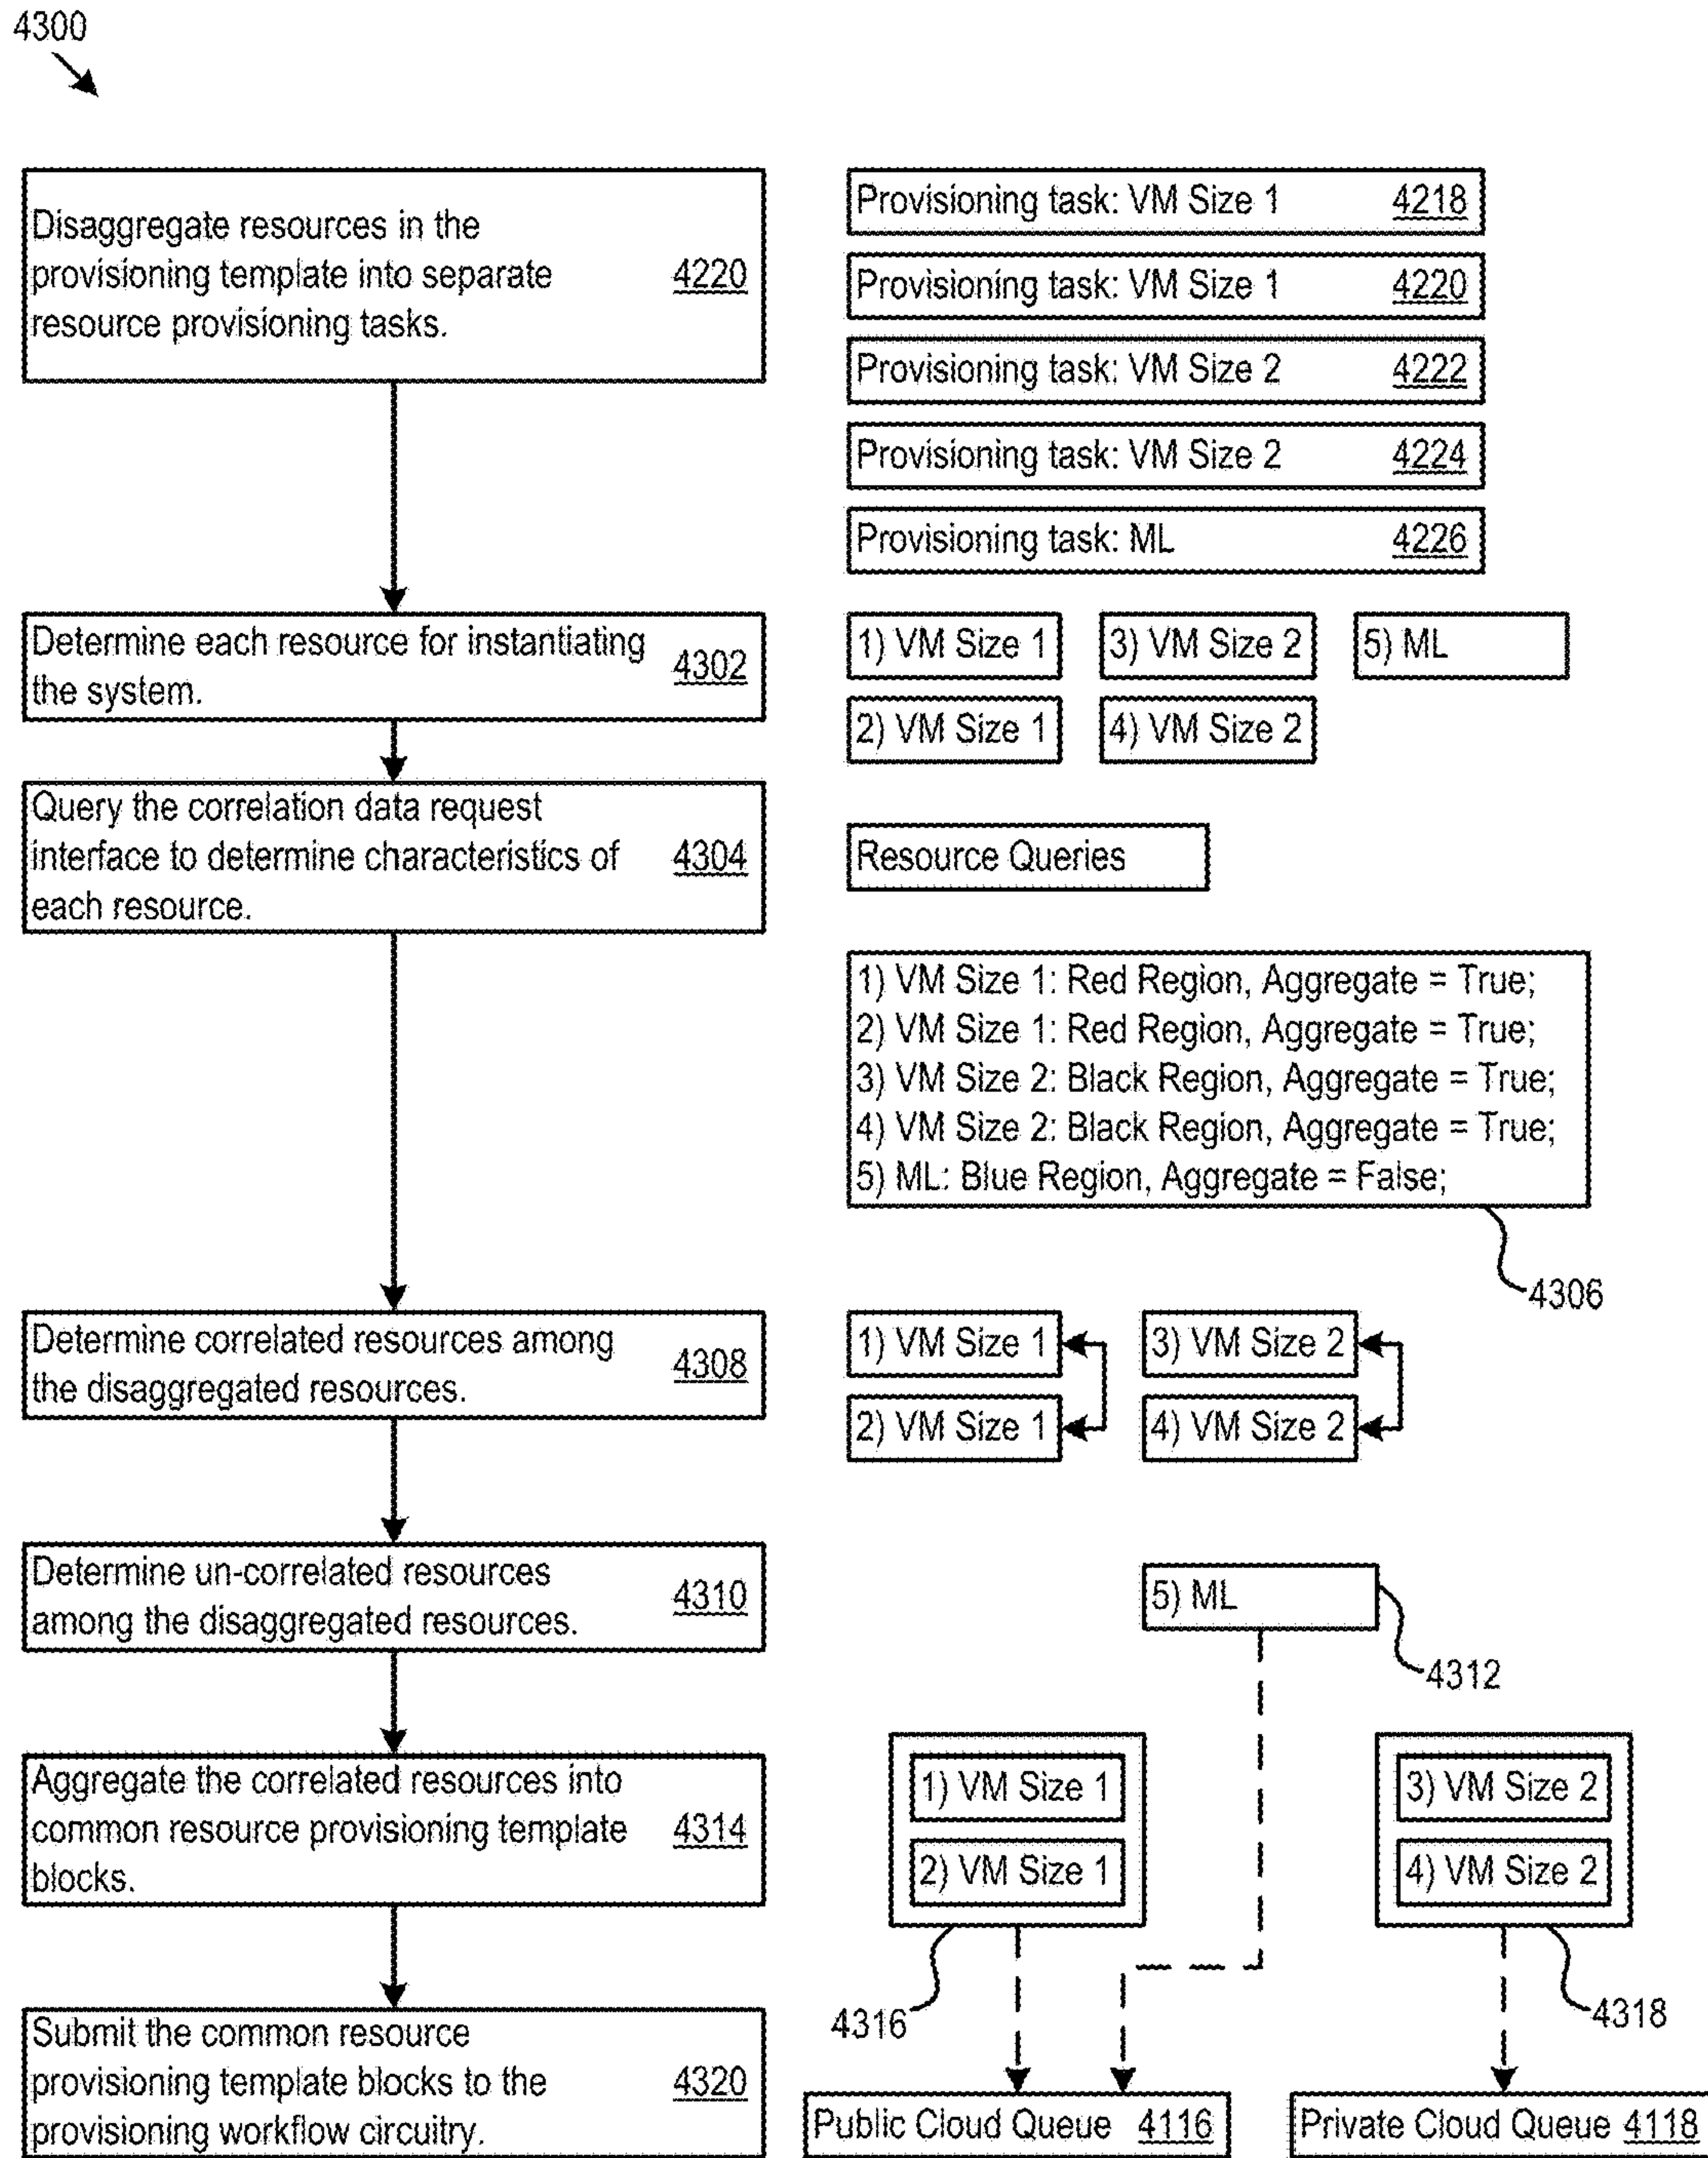 4300
Disaggregate resources in the
provisioning template into separate
resource provisioning tasks.
4220
Provisioning task: VM Size 1 4218
Provisioning task: VM Size 1 4220
Provisioning task: VM Size 2 4222
Provisioning task: VM Size 2 4224
Provisioning task: ML 4226
Determine each resource for instantiating
the system.
4302
1) VM Size 1
3) VM Size 2
5) ML
2) VM Size 1
4) VM Size 2
Query the correlation data request
interface to determine characteristics of
each resource.
4304
Resource Queries
1) VM Size 1: Red Region, Aggregate = True;
2) VM Size 1: Red Region, Aggregate = True;
3) VM Size 2: Black Region, Aggregate = True;
4) VM Size 2: Black Region, Aggregate = True;
5) ML: Blue Region, Aggregate = False;
4306
Determine correlated resources among
the disaggregated resources.
4308
1) VM Size 1
3) VM Size 2
2) VM Size 1
4) VM Size 2
Determine un-correlated resources
among the disaggregated resources.
4310
5) ML
4312
Aggregate the correlated resources into
common resource provisioning template
blocks.
4314
1) VM Size 1
2) VM Size 1
3) VM Size 2
4) VM Size 2
4316
4318
Submit the common resource
provisioning template blocks to the
provisioning workflow circuitry.
4320
Public Cloud Queue 4116
Private Cloud Queue 4118